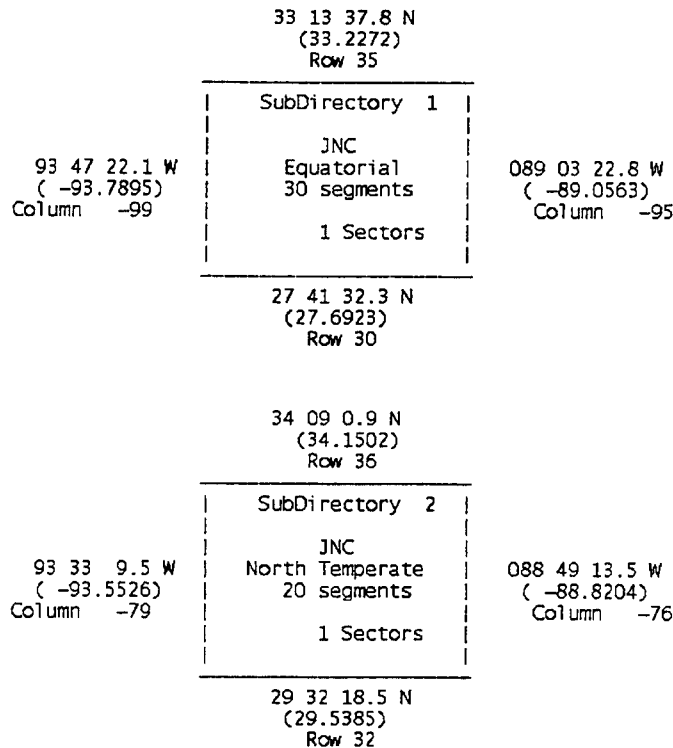 33 13 37.8 N
(33.2272)
Row 35
SubDirectory 1
JNC
Equatorial
30 segments
1 Sectors
93 47 22.1 W
( -93.7895)
Column -99
089 03 22.8 W
( -89.0563)
Column -95
27 41 32.3 N
(27.6923)
Row 30
34 09 0.9 N
(34.1502)
Row 36
SubDirectory 2
JNC
North Temperate
20 segments
1 Sectors
93 33 9.5 W
( -93.5526)
Column -79
088 49 13.5 W
( -88.8204)
Column -76
29 32 18.5 N
(29.5385)
Row 32